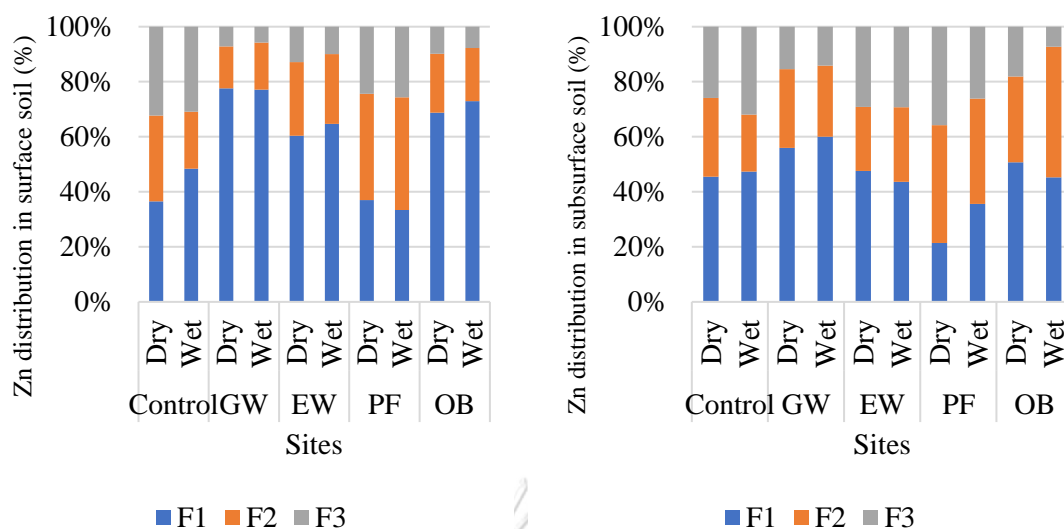 Zn distribution in surface soil (%)
100%
80%
60%
40%
20%
0%
Dry Wet Dry Wet Dry Wet Dry Wet Dry Wet
Control GW EW PF OB
Sites
F1 F2 F3
Zn distribution in subsurface soil (%)
100%
80%
60%
40%
20%
0%
Dry Wet Dry Wet Dry Wet Dry Wet Dry Wet
Control GW EW PF OB
Sites
F1 F2 F3